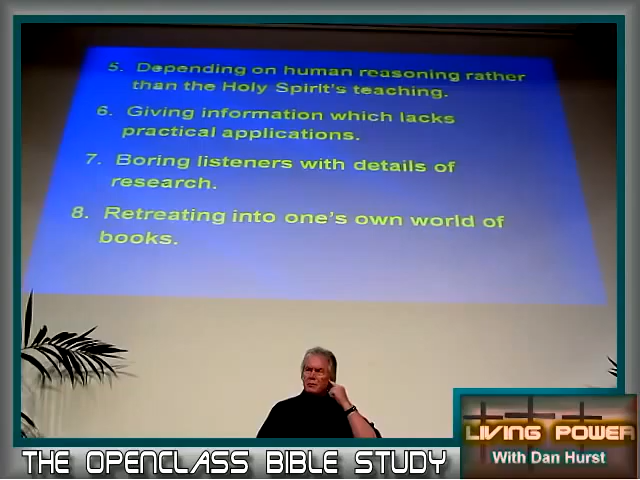 5. Depending on human reasoning rather
than the Holy Spirit's teaching.
6. Giving information which lacks
practical applications.
7. Boring listeners with details of
research.
8. Retreating into one's own world of
books.
LIVING POWER
With Dan Hurst
THE OPENCLASS BIBLE STUDY